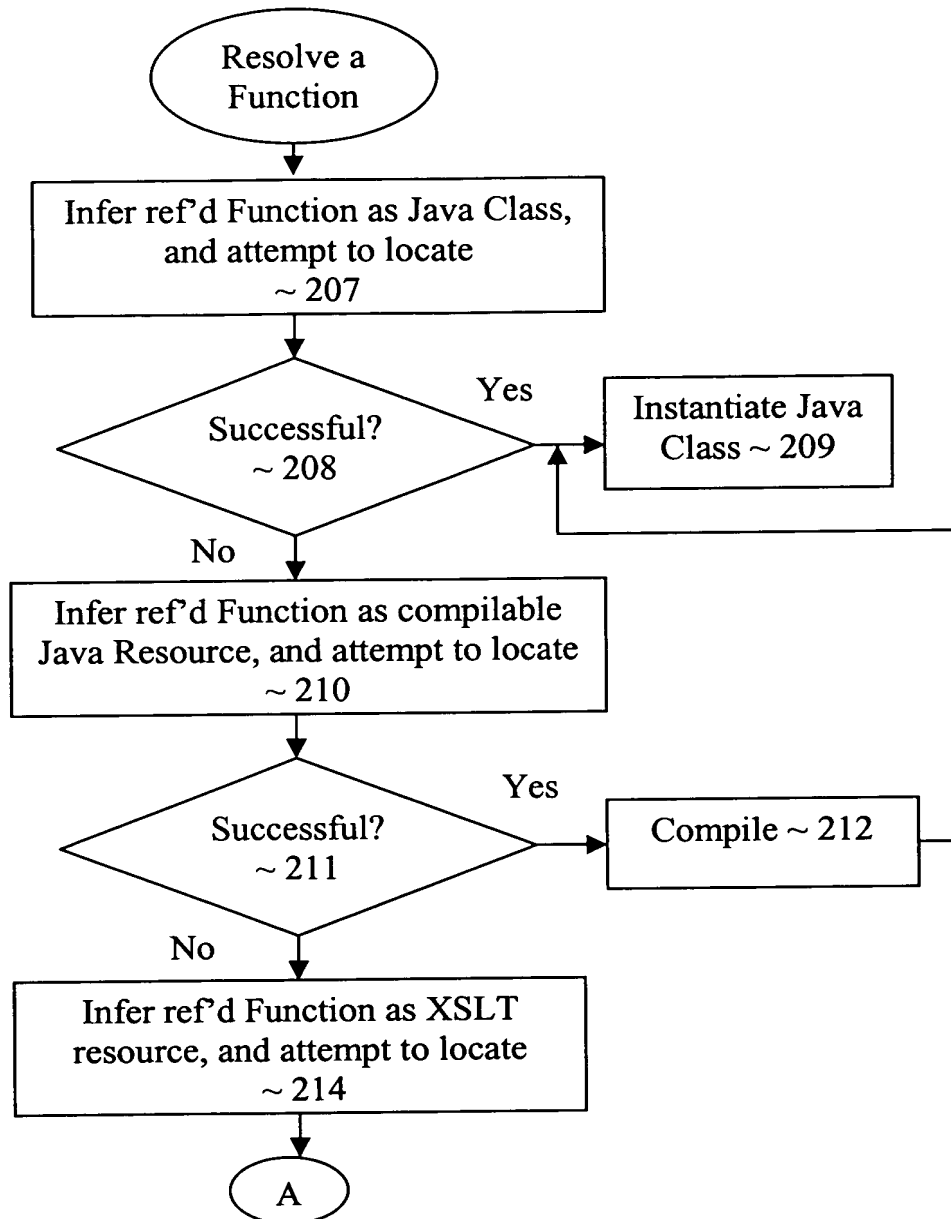 Resolve a
Function
Infer ref'd Function as Java Class,
and attempt to locate
~ 207
Yes
Successful?
~ 208
Instantiate Java
Class ~ 209
No
Infer ref'd Function as compilable
Java Resource, and attempt to locate
~ 210
Yes
Successful?
~ 211
Compile ~ 212
No
Infer ref'd Function as XSLT
resource, and attempt to locate
~ 214
A